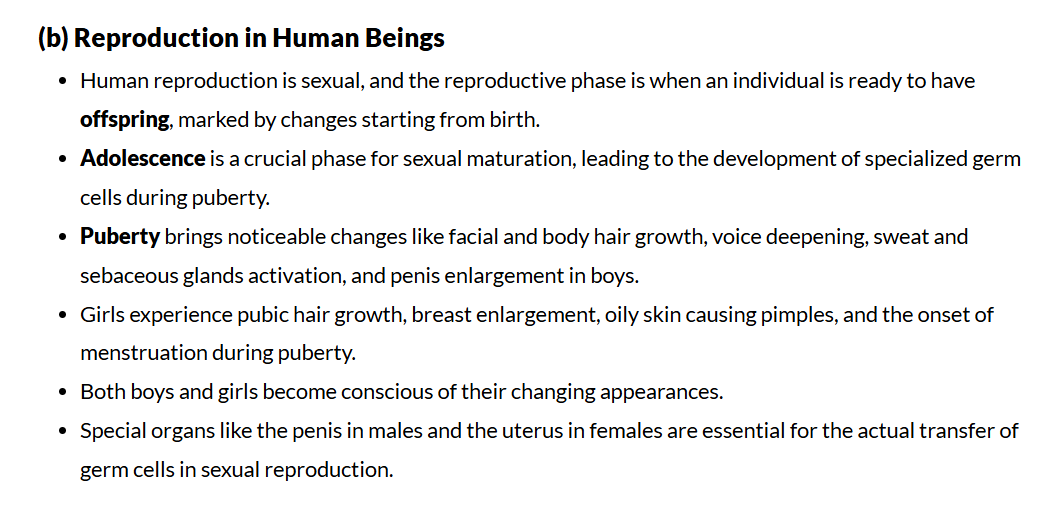 (b) Reproduction in Human Beings
• Human reproduction is sexual, and the reproductive phase is when an individual is ready to have
offspring, marked by changes starting from birth.
• Adolescence is a crucial phase for sexual maturation, leading to the development of specialized germ
cells during puberty.
• Puberty brings noticeable changes like facial and body hair growth, voice deepening, sweat and
sebaceous glands activation, and penis enlargement in boys.
• Girls experience pubic hair growth, breast enlargement, oily skin causing pimples, and the onset of
menstruation during puberty.
• Both boys and girls become conscious of their changing appearances.
• Special organs like the penis in males and the uterus in females are essential for the actual transfer of
germ cells in sexual reproduction.